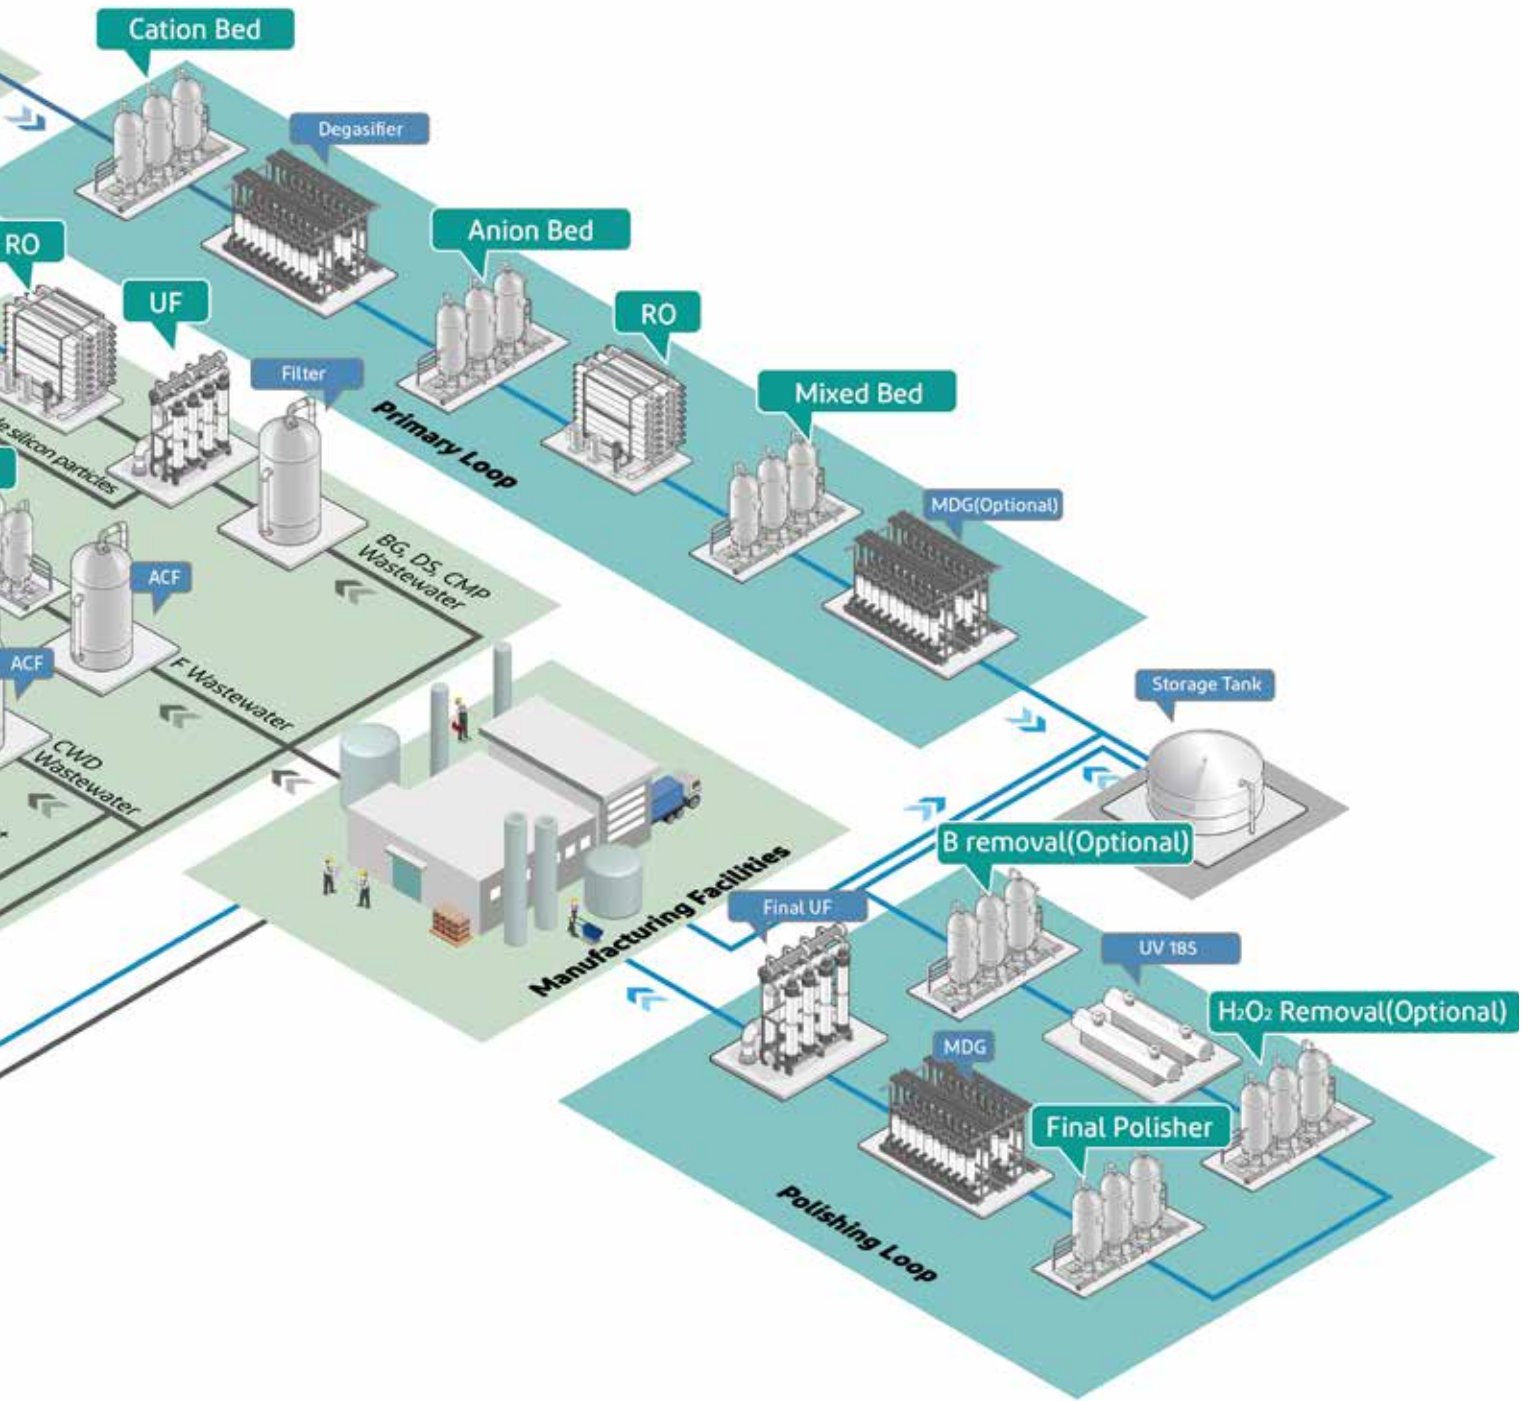 Cation Bed
Degasifier
Anion Bed
RO
Mixed Bed
MDG(Optional)
Primary Loop
RO
UF
Filter
silicon particles
BG, DS, CMP
Wastewater
ACF
F Wastewater
ACF
CWD
Wastewater
Storage Tank
Manufacturing Facilities
B removal(Optional)
Final UF
UV 185
H₂O₂ Removal(Optional)
MDG
Final Polisher
Polishing Loop